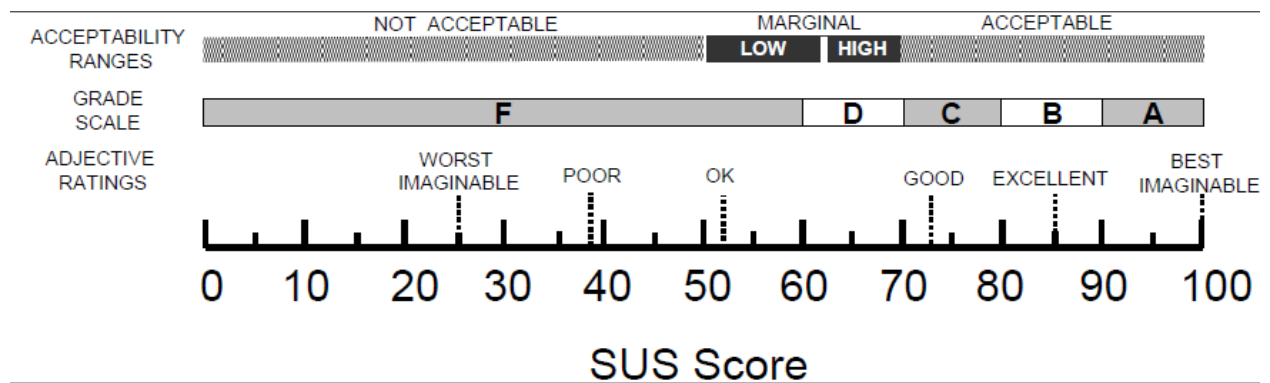 NOT ACCEPTABLE MARGINAL ACCEPTABLE
ACCEPTABILITY
RANGES
LOW HIGH
GRADE
SCALE
F D C B A
ADJECTIVE
RATINGS
WORST
IMAGINABLE
POOR
OK
GOOD
EXCELLENT
BEST
IMAGINABLE
0 10 20 30 40 50 60 70 80 90 100
SUS Score